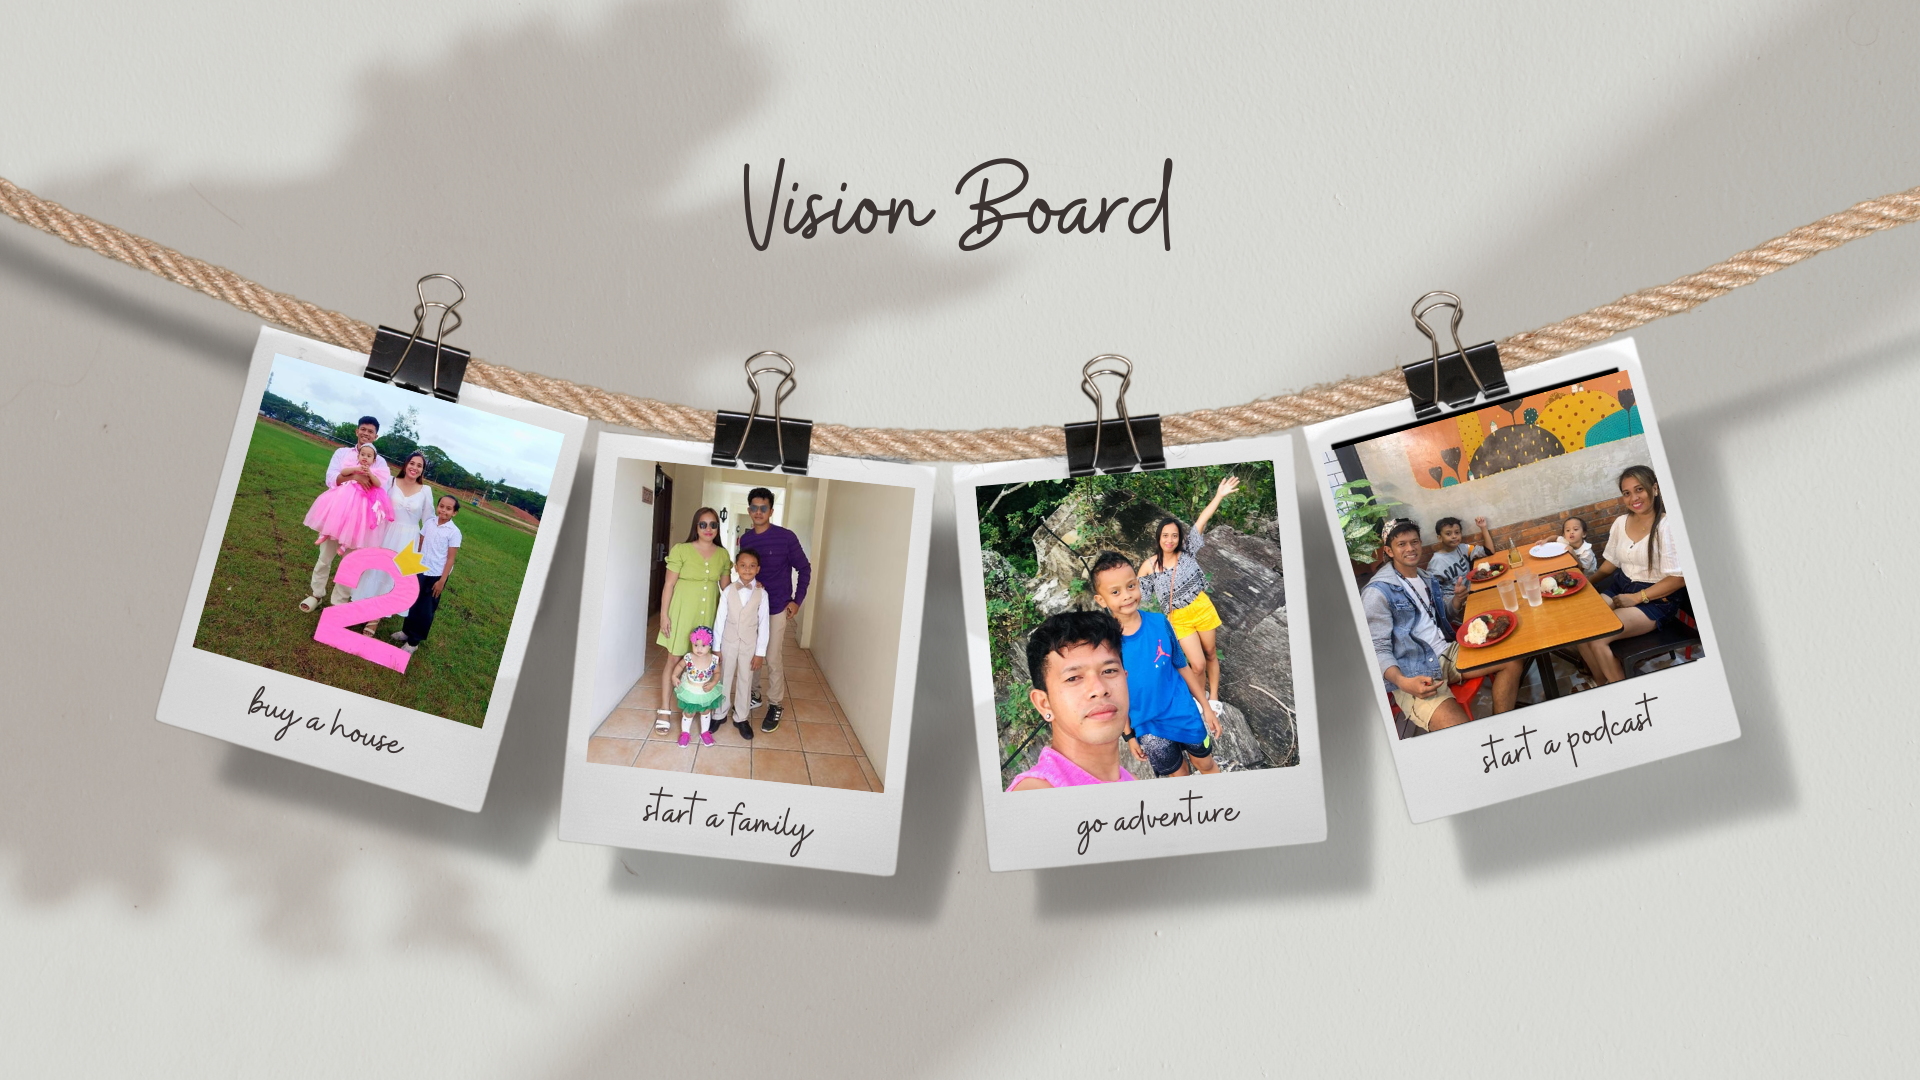 Vision Board
buy a house
start a family
go adventure
start a podcast